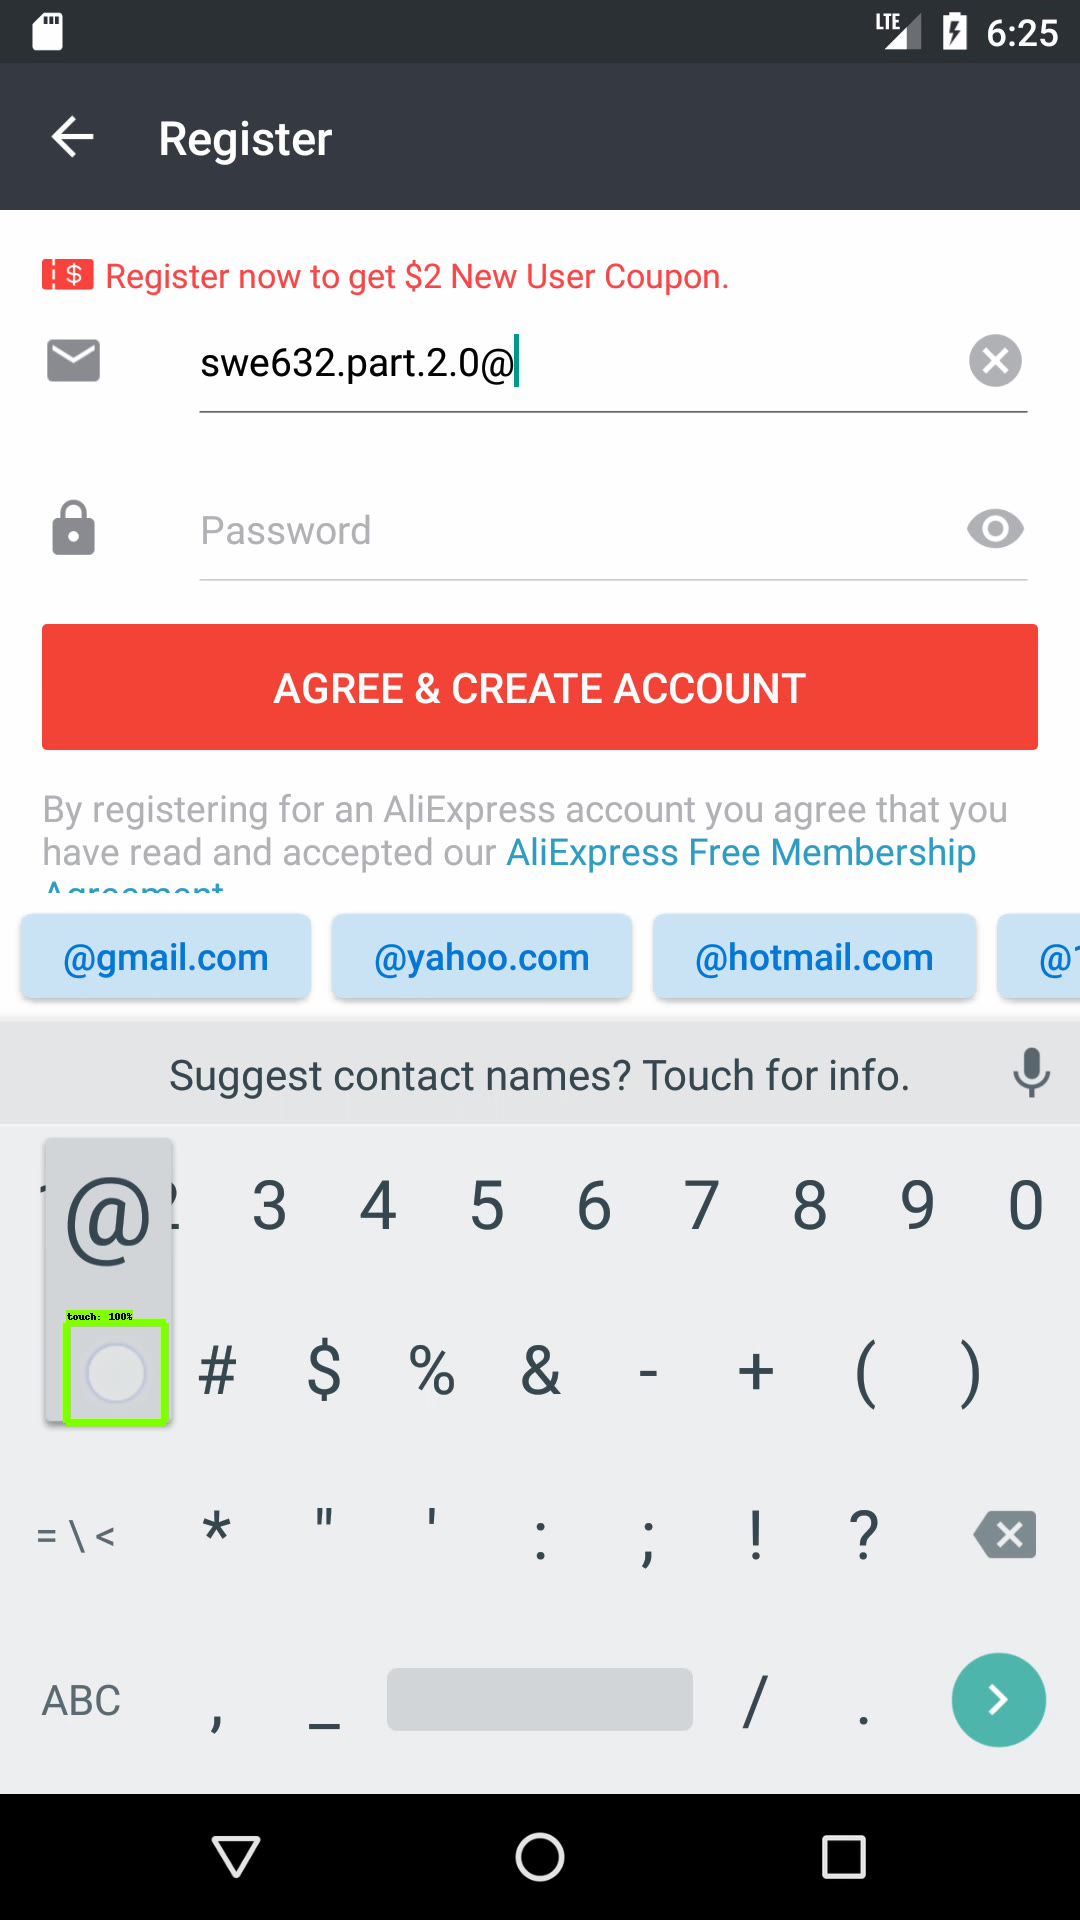 LTE 6:25
Register
$ Register now to get $2 New User Coupon.
swe632.part.2.0@
Password
AGREE & CREATE ACCOUNT
By registering for an AliExpress account you agree that you
have read and accepted our AliExpress Free Membership
Agreement
@gmail.com @yahoo.com @hotmail.com @1
Suggest contact names? Touch for info.
@ 2 3 4 5 6 7 8 9 0
touch: 100%
# $ % & - + ( )
= \ < * " ' : ; ! ?
ABC , _ / .